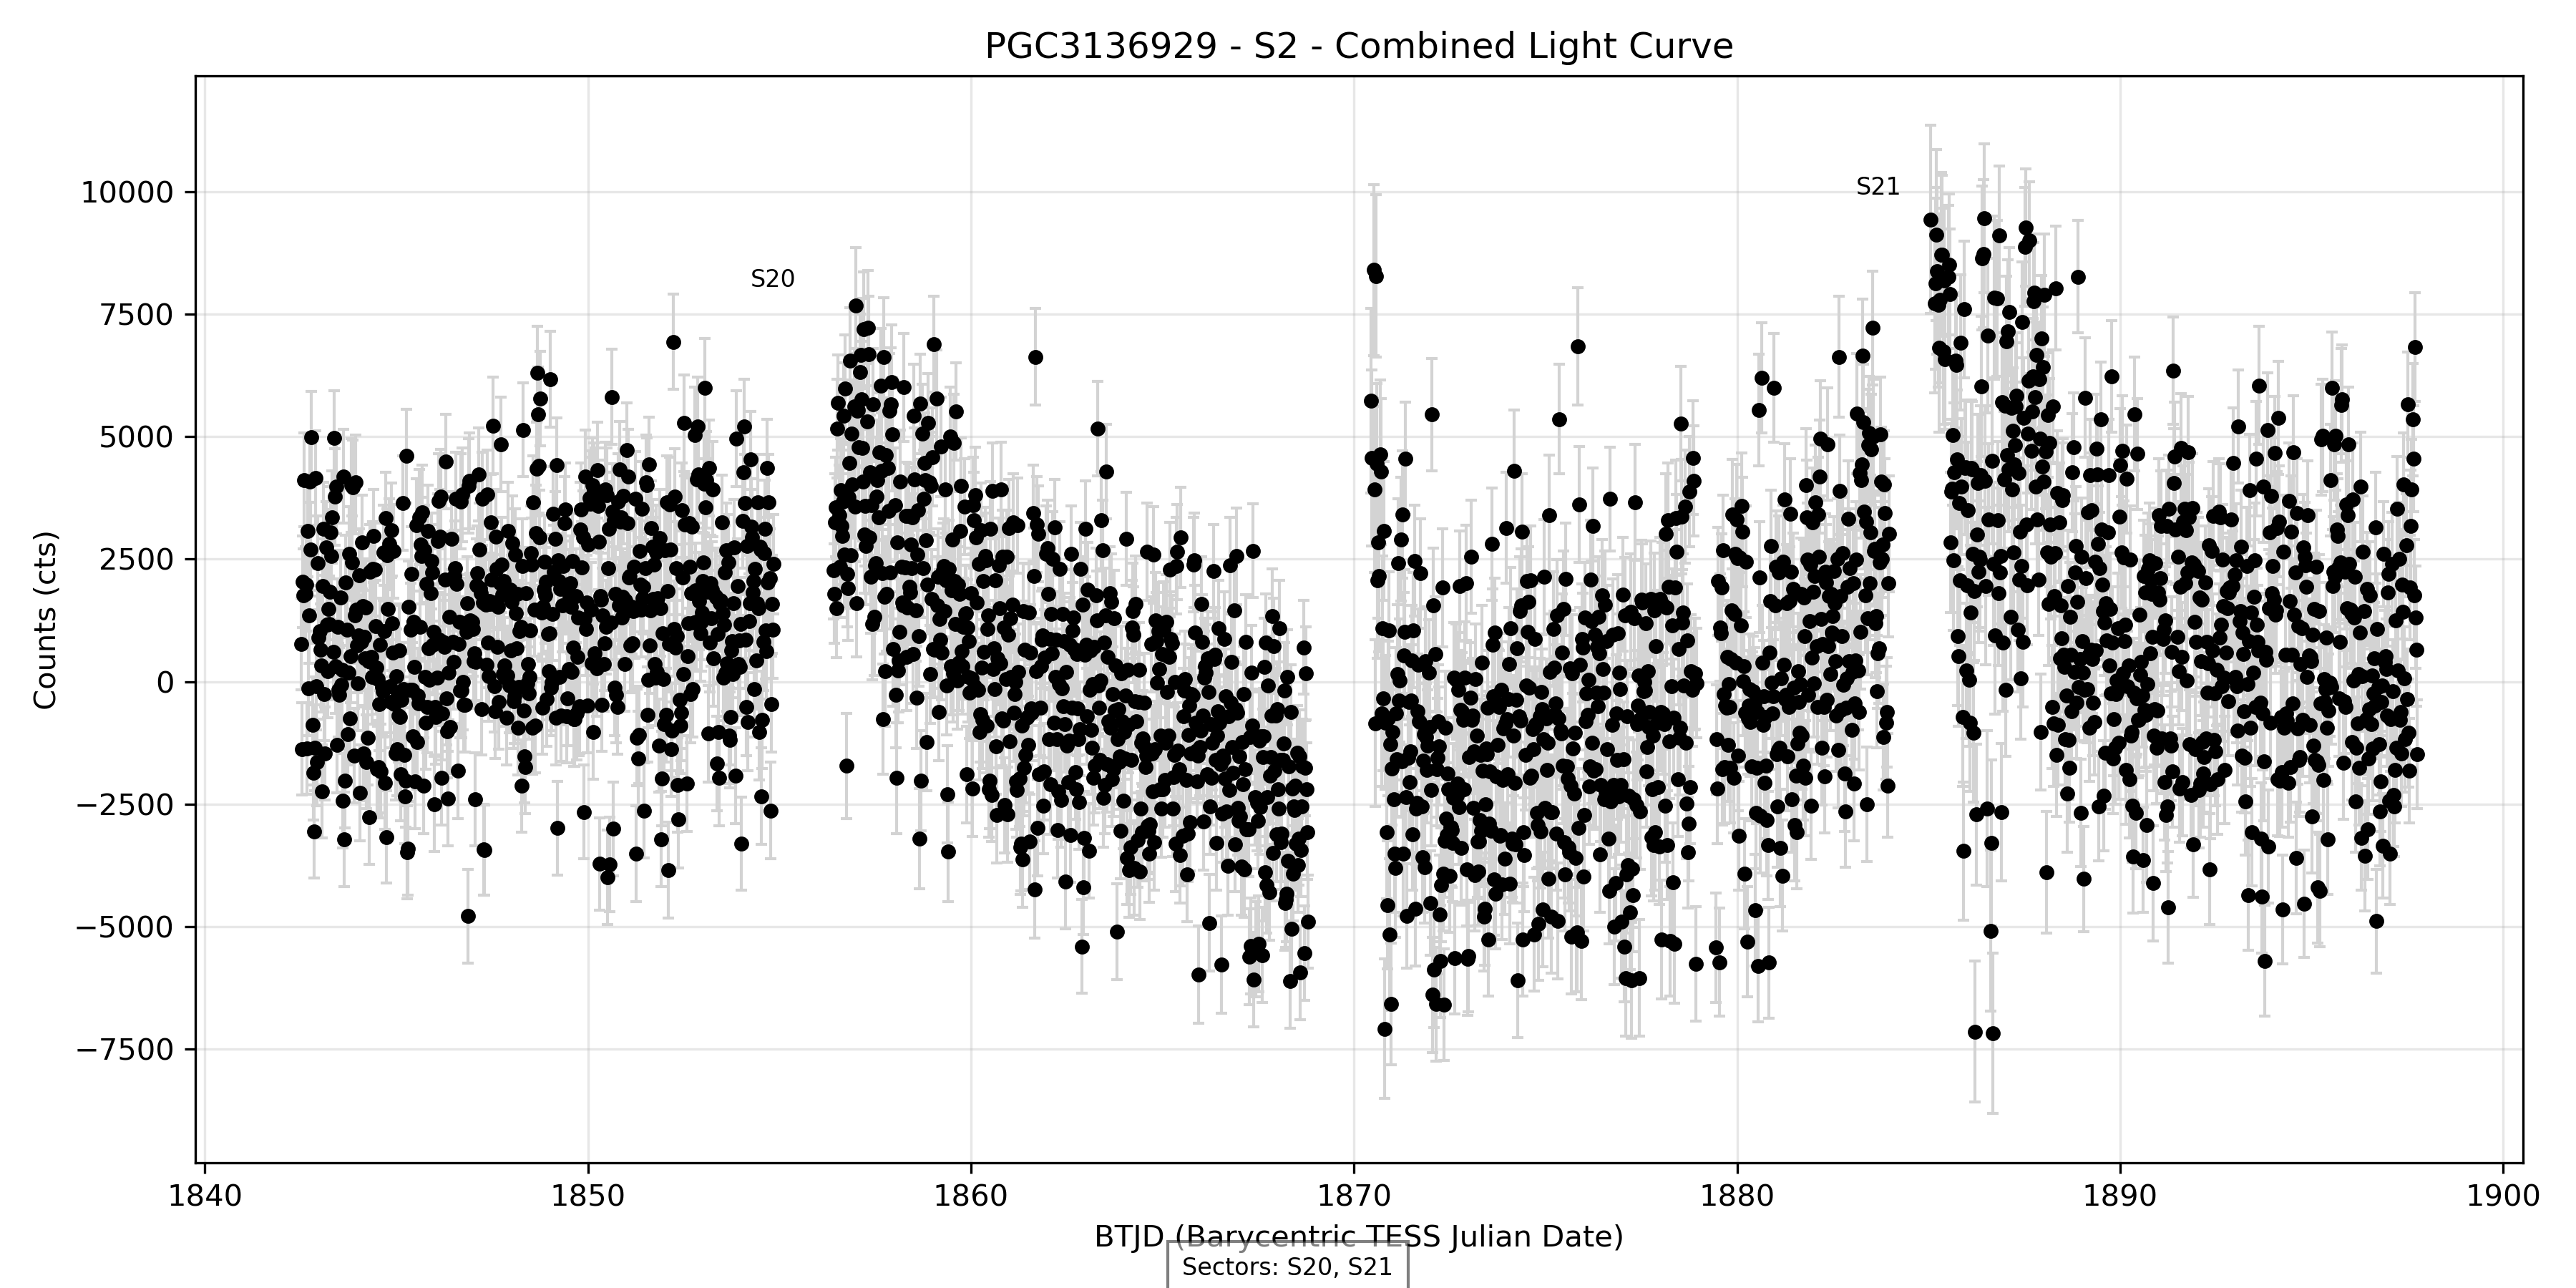 PGC3136929 - S2 - Combined Light Curve
Counts (cts)
10000
7500
5000
2500
0
−2500
−5000
−7500
S20
S21
1840 1850 1860 1870 1880 1890 1900
BTJD (Barycentric TESS Julian Date)
Sectors: S20, S21